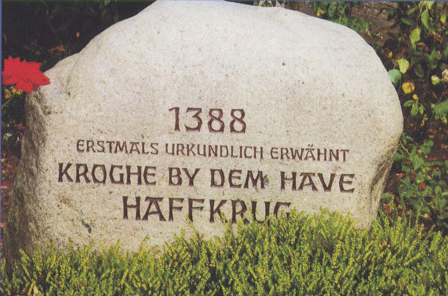 1388
ERSTMALS URKUNDLICH ERWÄHNT
KROGHE BY DEM HAVE
HAFFKRUG